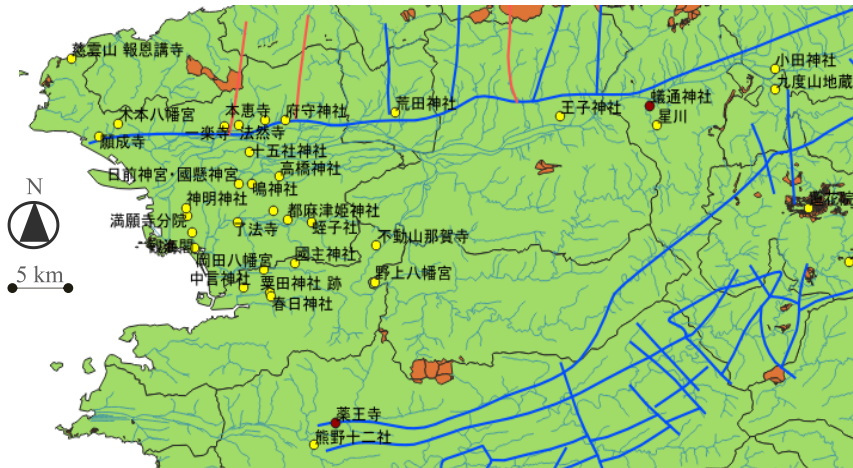 慈雲山 報恩講寺
小田神社
九度山地蔵
蟻通神社
荒田神社
王子神社
星川
本恵寺
府守神社
木本八幡宮
一楽寺
法然寺
願成寺
十五社神社
高橋神社
日前神宮・國懸神宮
鳴神社
N
神明神社
都麻津姫神社
蓮花院
満願寺分院
了法寺
蛭子社
不動山那賀寺
岡田八幡宮
國主神社
5 km
中言神社
粟田神社 跡
野上八幡宮
春日神社
薬王寺
熊野十二社